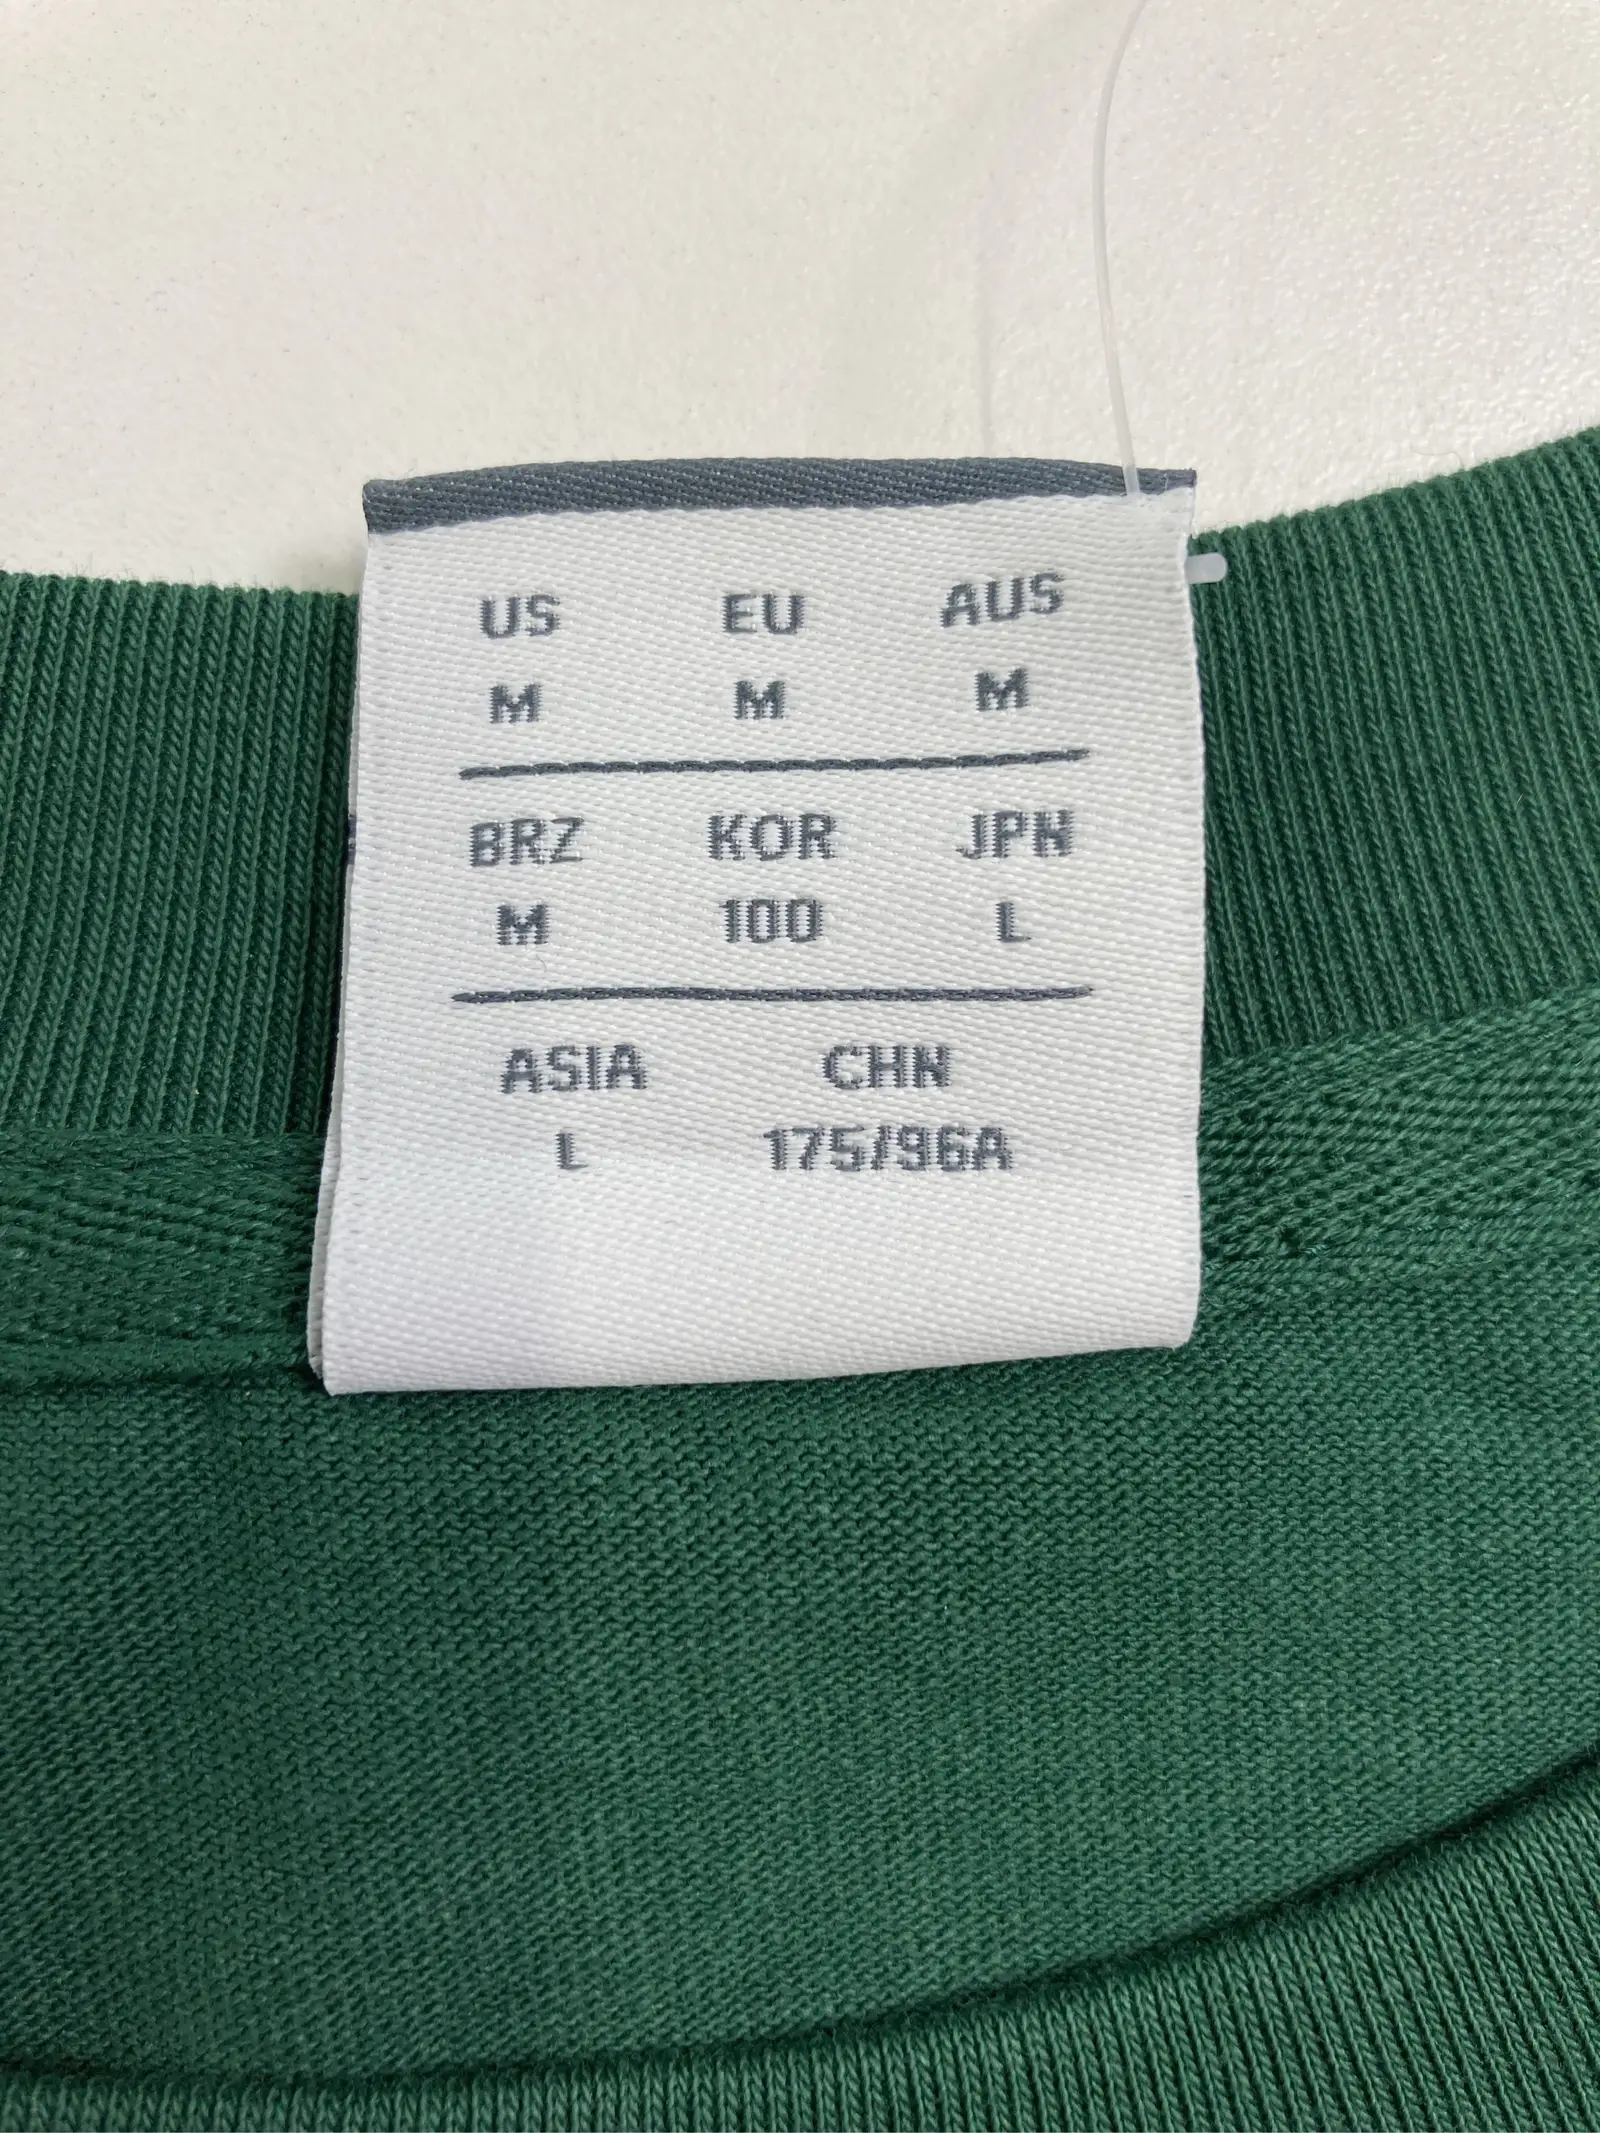 US EU AUS
M M M
BRZ KOR JPN
M 100 L
ASIA CHN
L 175/96A